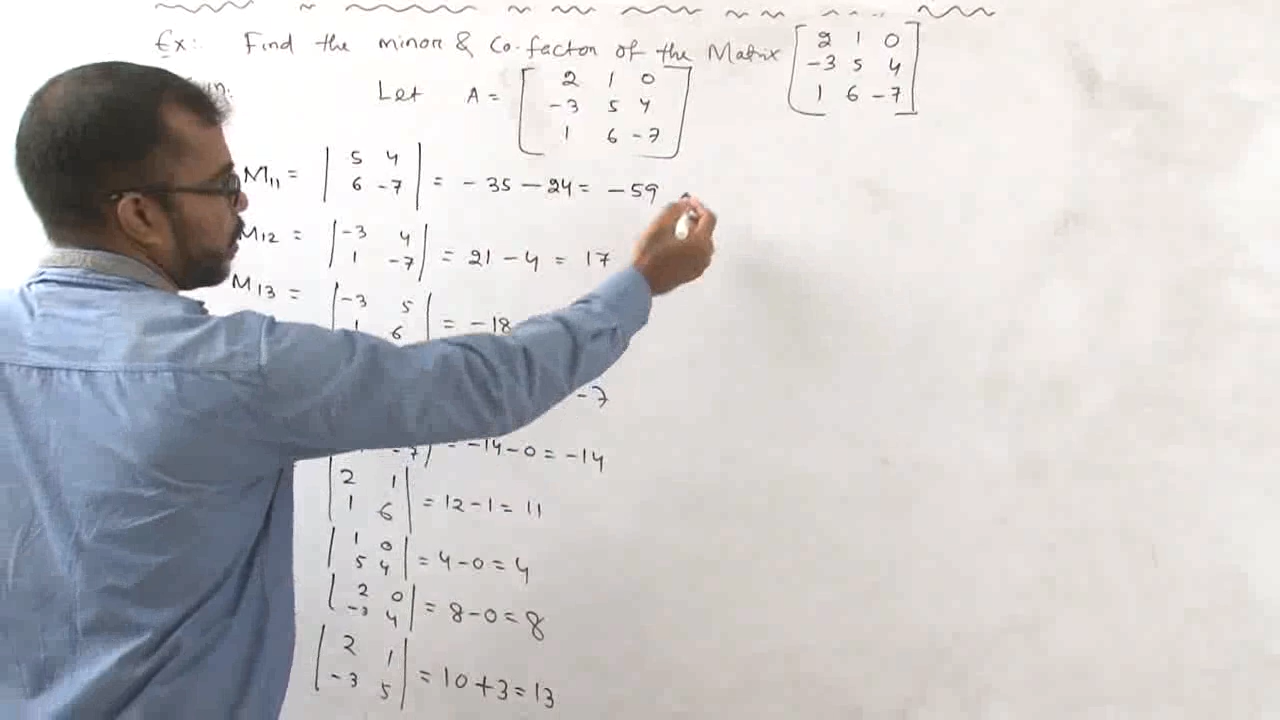 Ex: Find the minor & Co-factor of the Matrix [ 2 1 0
-3 5 4
1 6 -7 ]
Let A = [ 2 1 0
-3 5 4
1 6 -7 ]
M11 = | 5 4
6 -7 | = -35 - 24 = -59
M12 = | -3 4
1 -7 | = 21 - 4 = 17
M13 = | -3 5
1 6 | = -18
-7
-7 | = -14-0 = -14
| 2 1
1 6 | = 12-1 = 11
| 1 0
5 4 | = 4-0 = 4
| 2 0
-3 4 | = 8-0 = 8
| 2 1
-3 5 | = 10+3 = 13